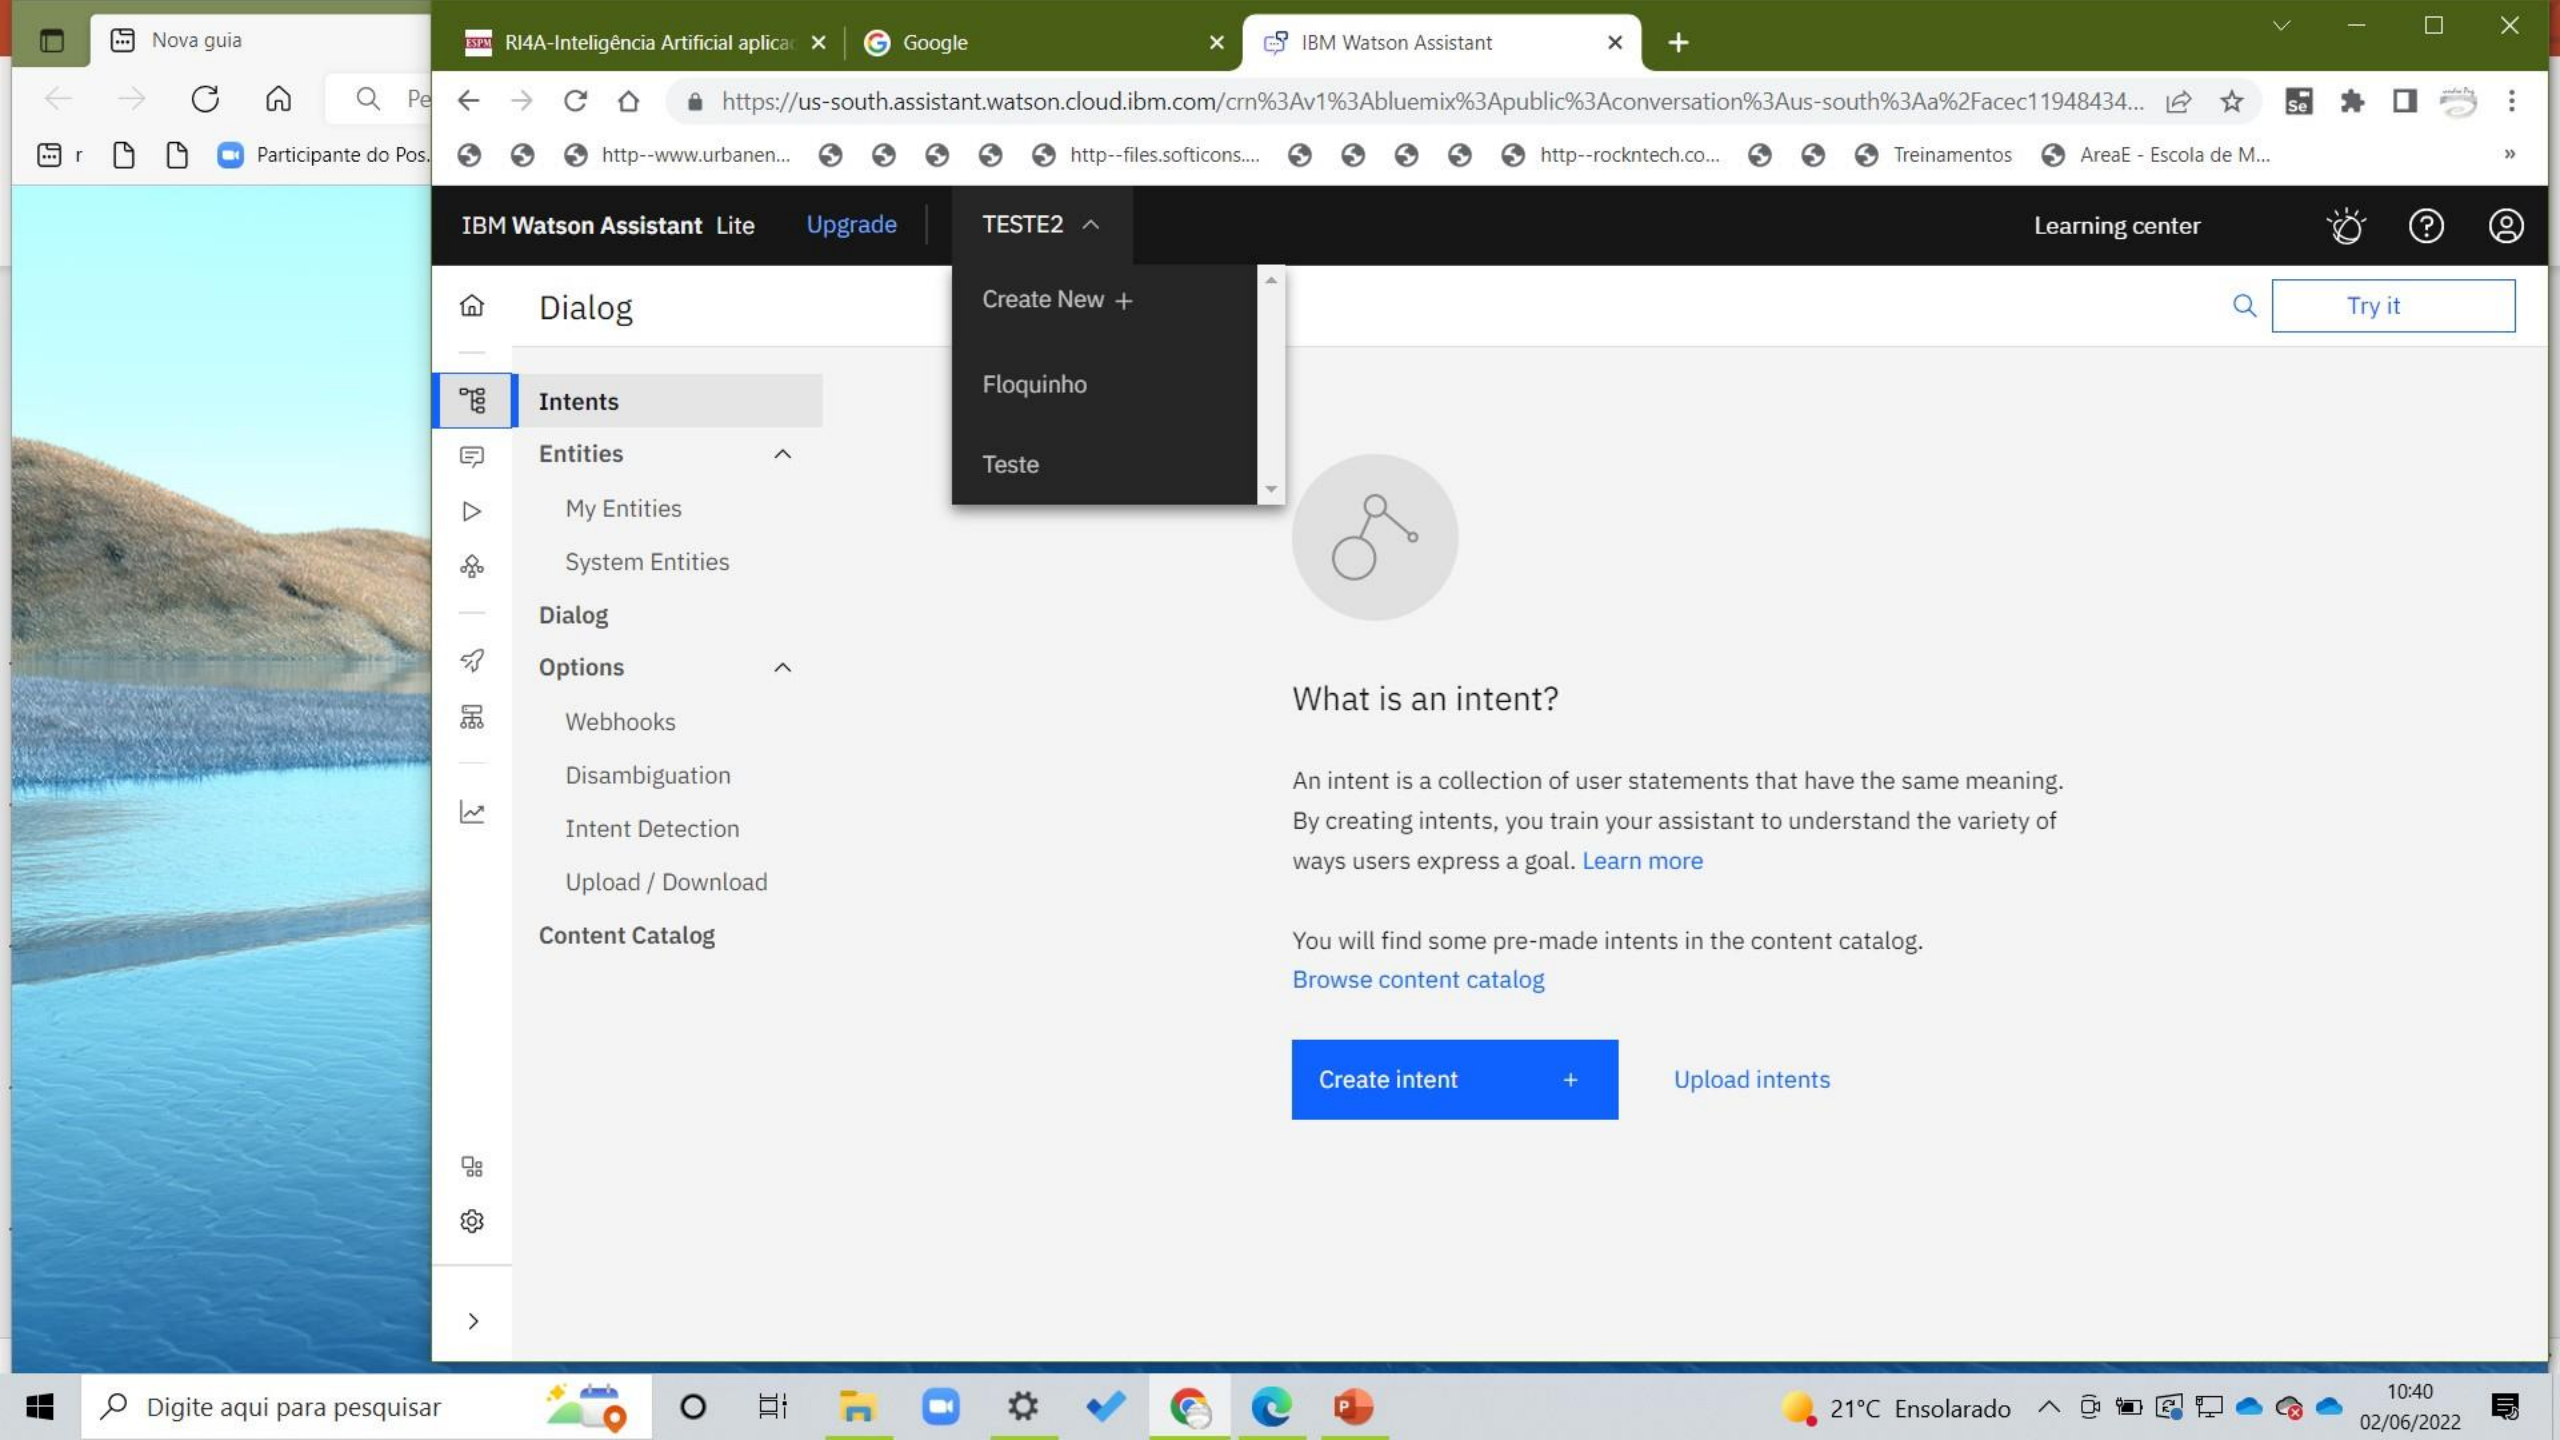 Nova guia
RI4A-Inteligência Artificial aplica
Google
IBM Watson Assistant
Pe
https://us-south.assistant.watson.cloud.ibm.com/crn%3Av1%3Abluemix%3Apublic%3Aconversation%3Aus-south%3Aa%2Facec11948434...
r
Participante do Pos.
http--www.urbanen...
http--files.softicons....
http--rockntech.co...
Treinamentos
AreaE - Escola de M...
IBM Watson Assistant Lite
Upgrade
TESTE2
Learning center
Dialog
Create New +
Try it
Floquinho
Teste
Intents
Entities
My Entities
System Entities
Dialog
Options
Webhooks
Disambiguation
Intent Detection
Upload / Download
Content Catalog
What is an intent?
An intent is a collection of user statements that have the same meaning.
By creating intents, you train your assistant to understand the variety of
ways users express a goal. Learn more
You will find some pre-made intents in the content catalog.
Browse content catalog
Create intent +
Upload intents
Digite aqui para pesquisar
21°C Ensolarado
10:40
02/06/2022